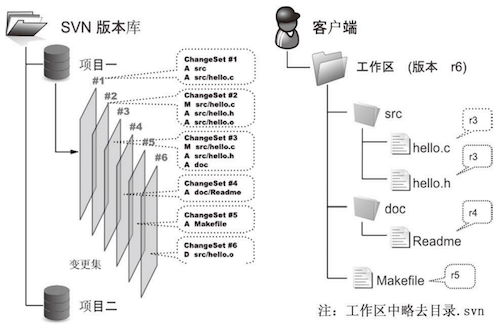 SVN 版本库
项目一
#1
#2
#3
#4
#5
#6
ChangeSet #1
A src
A src/hello.c
ChangeSet #2
M src/hello.c
A src/hello.h
A src/hello.o
ChangeSet #3
M src/hello.c
A src/hello.h
A doc
ChangeSet #4
A doc/Readme
ChangeSet #5
A Makefile
ChangeSet #6
D src/hello.o
变更集
项目二
客户端
工作区 (版本 r6)
src
r3
hello.c
r3
hello.h
doc
r4
Readme
Makefile
r5
注: 工作区中略去目录.svn